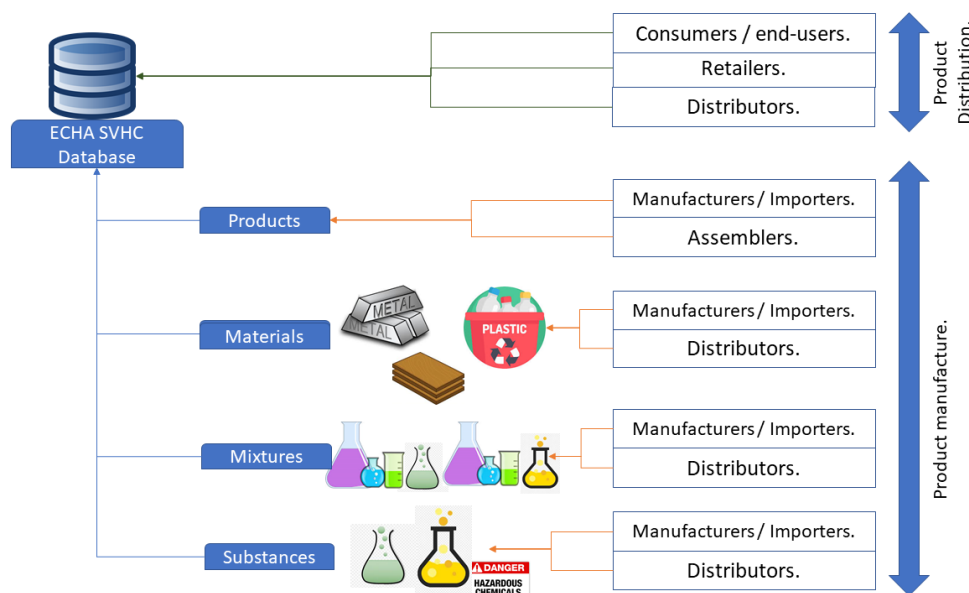 Consumers / end-users.
Retailers.
Distributors.
Product
Distribution.
ECHA SVHC
Database
Products
Manufacturers / Importers.
Assemblers.
Materials
METAL
METAL
PLASTIC
Manufacturers / Importers.
Distributors.
Mixtures
Manufacturers / Importers.
Distributors.
Substances
DANGER
HAZARDOUS
CHEMICALS
Manufacturers / Importers.
Distributors.
Product manufacture.